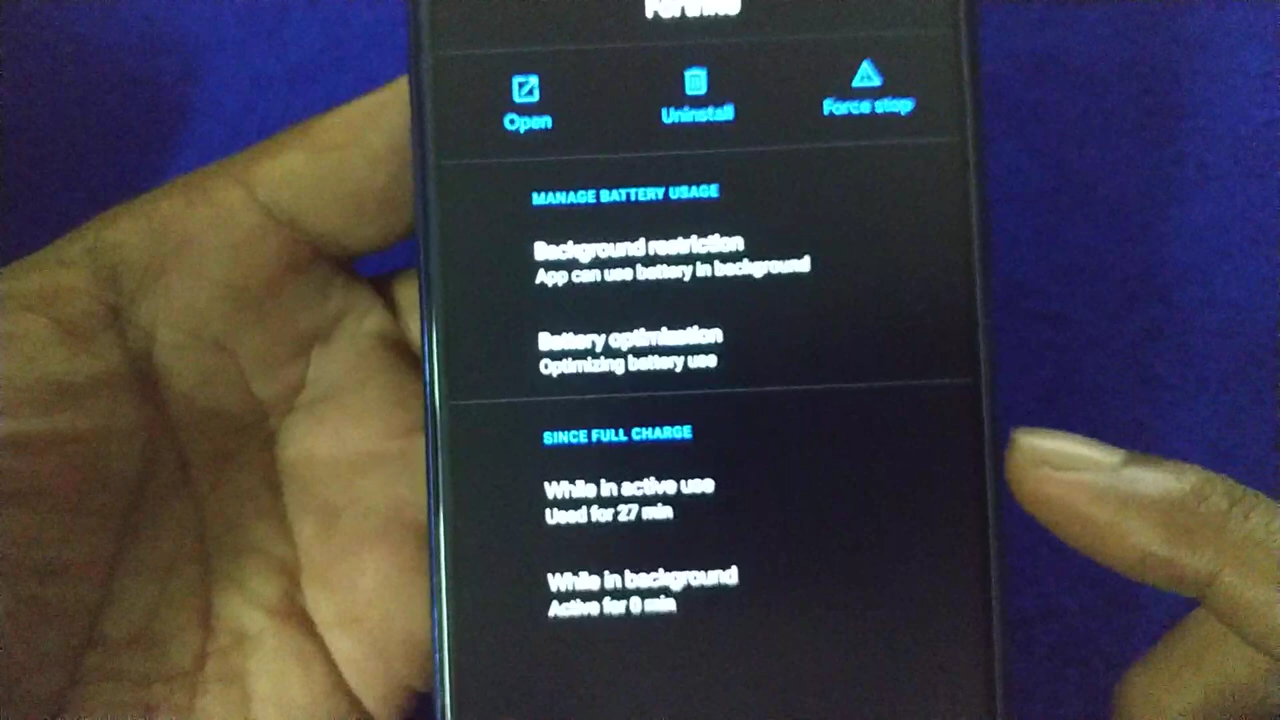 Fortnite
Open
Uninstall
Force stop
MANAGE BATTERY USAGE
Background restriction
App can use battery in background
Battery optimization
Optimizing battery use
SINCE FULL CHARGE
While in active use
Used for 27 min
While in background
Active for 0 min